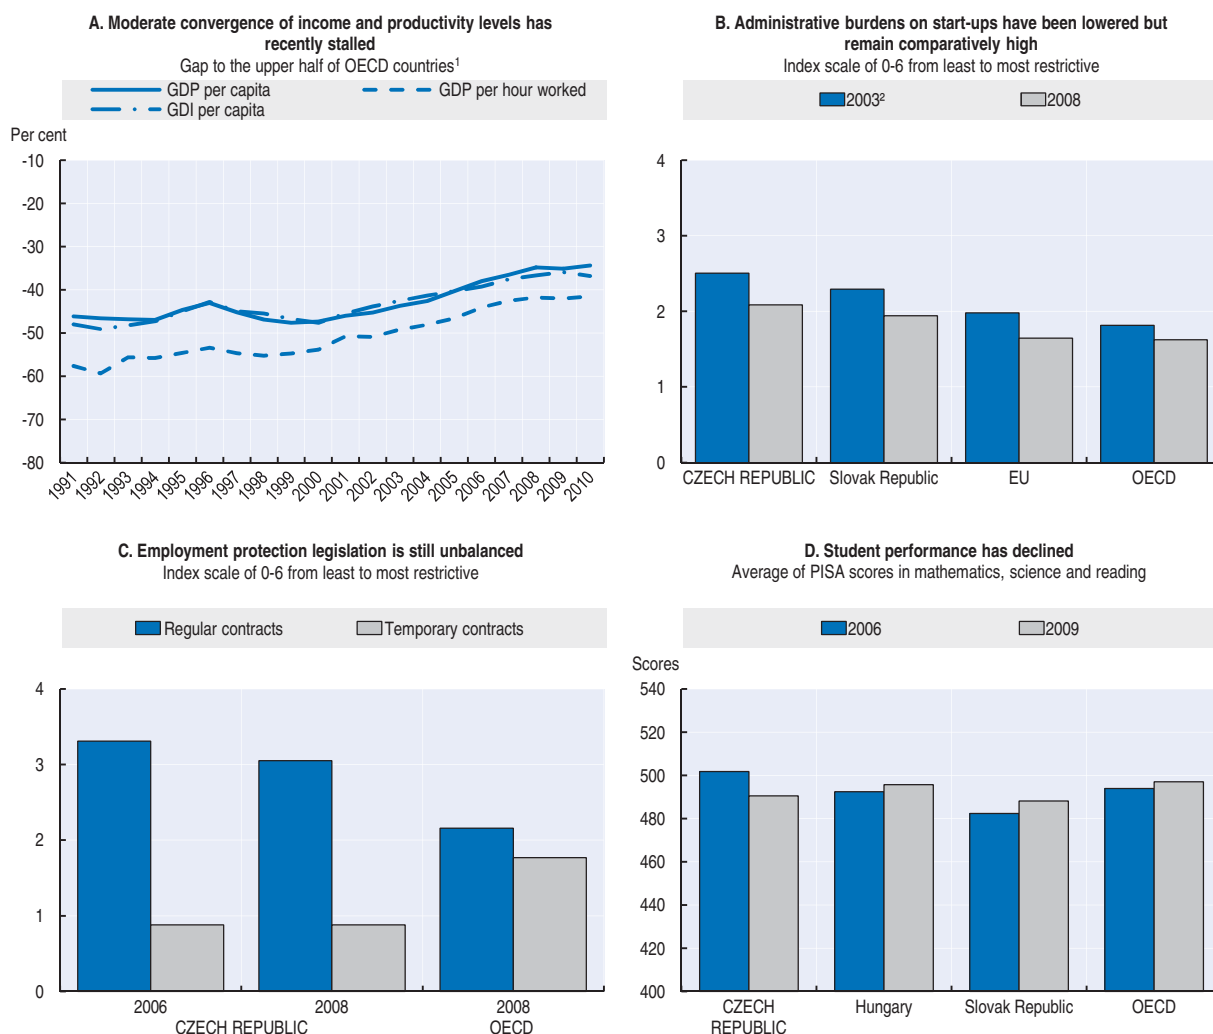 A. Moderate convergence of income and productivity levels has
recently stalled
Gap to the upper half of OECD countries¹
GDP per capita
GDP per hour worked
GDI per capita
Per cent
-10
-20
-30
-40
-50
-60
-70
-80
1991
1992
1993
1994
1995
1996
1997
1998
1999
2000
2001
2002
2003
2004
2005
2006
2007
2008
2009
2010
B. Administrative burdens on start-ups have been lowered but
remain comparatively high
Index scale of 0-6 from least to most restrictive
2003²
2008
4
3
2
1
0
CZECH REPUBLIC
Slovak Republic
EU
OECD
C. Employment protection legislation is still unbalanced
Index scale of 0-6 from least to most restrictive
Regular contracts
Temporary contracts
4
3
2
1
0
2006
2008
2008
CZECH REPUBLIC
OECD
D. Student performance has declined
Average of PISA scores in mathematics, science and reading
2006
2009
Scores
540
520
500
480
460
440
420
400
CZECH
REPUBLIC
Hungary
Slovak Republic
OECD